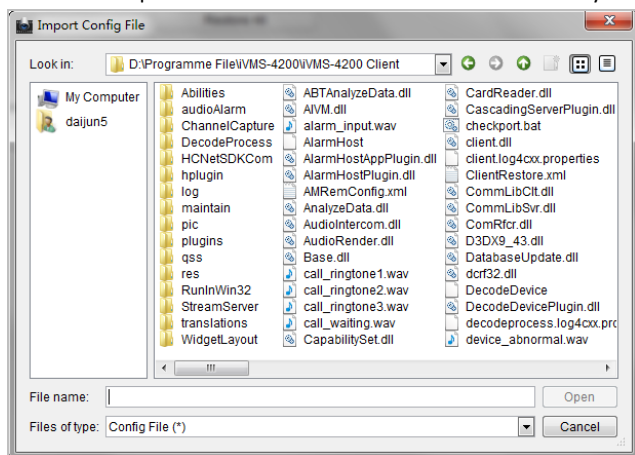 Import Config File
Look in: D:\Programme File\iVMS-4200\iVMS-4200 Client
My Computer
daijun5
Abilities
audioAlarm
ChannelCapture
DecodeProcess
HCNetSDKCom
hplugin
log
maintain
pic
plugins
qss
res
RunInWin32
StreamServer
translations
WidgetLayout
ABTAnalyzeData.dll
AIVM.dll
alarm_input.wav
AlarmHost
AlarmHostAppPlugin.dll
AlarmHostPlugin.dll
AMRemConfig.xml
AnalyzeData.dll
AudioIntercom.dll
AudioRender.dll
Base.dll
call_ringtone1.wav
call_ringtone2.wav
call_ringtone3.wav
call_waiting.wav
CapabilitySet.dll
CardReader.dll
CascadingServerPlugin.dll
checkport.bat
client.dll
client.log4cxx.properties
ClientRestore.xml
CommLibClt.dll
CommLibSvr.dll
ComRfcr.dll
D3DX9_43.dll
DatabaseUpdate.dll
dcrf32.dll
DecodeDevice
DecodeDevicePlugin.dll
decodeprocess.log4cxx.prc
device_abnormal.wav
File name: Open
Files of type: Config File (*) Cancel